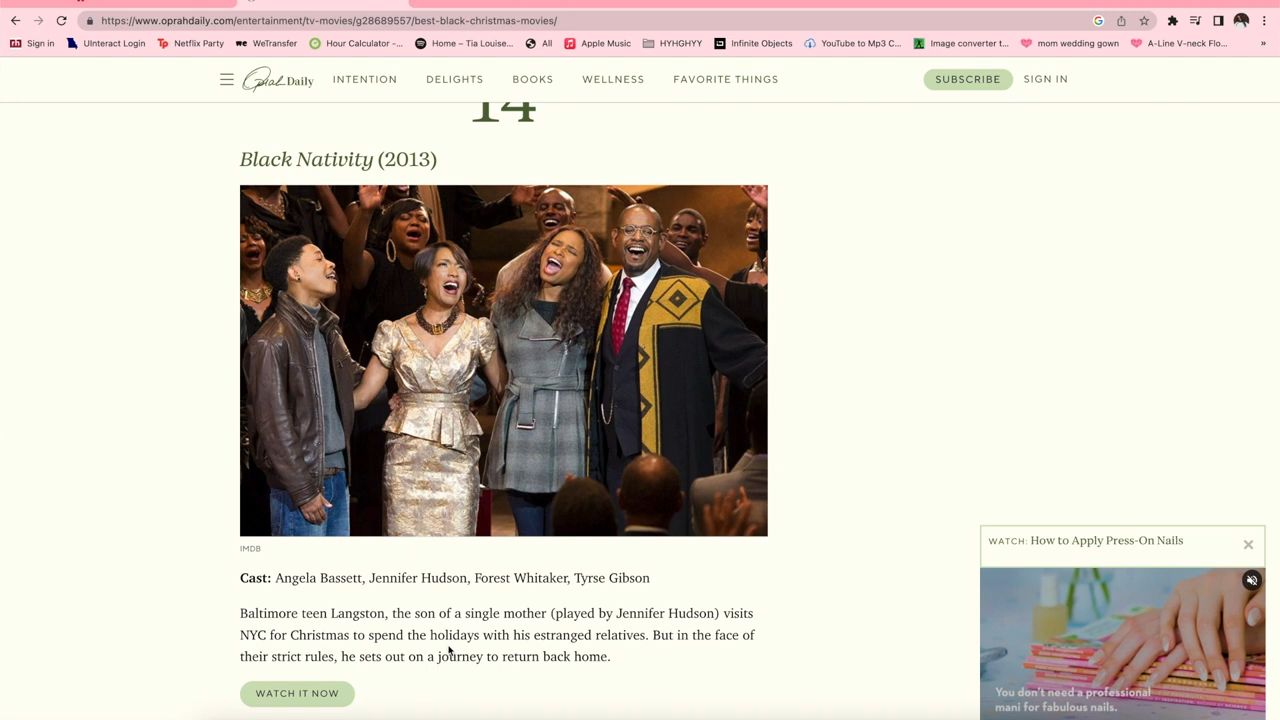 https://www.oprahdaily.com/entertainment/tv-movies/g28689557/best-black-christmas-movies/
Sign in
UInteract Login
Netflix Party
WeTransfer
Hour Calculator -...
Home – Tia Louise...
All
Apple Music
HYHGHYY
Infinite Objects
YouTube to Mp3 C...
Image converter t...
mom wedding gown
A-Line V-neck Flo...
»
Oprah Daily
INTENTION
DELIGHTS
BOOKS
WELLNESS
FAVORITE THINGS
SUBSCRIBE
SIGN IN
14
Black Nativity (2013)
IMDB
Cast: Angela Bassett, Jennifer Hudson, Forest Whitaker, Tyrse Gibson
Baltimore teen Langston, the son of a single mother (played by Jennifer Hudson) visits
NYC for Christmas to spend the holidays with his estranged relatives. But in the face of
their strict rules, he sets out on a journey to return back home.
WATCH IT NOW
WATCH: How to Apply Press-On Nails
You don't need a professional
mani for fabulous nails.